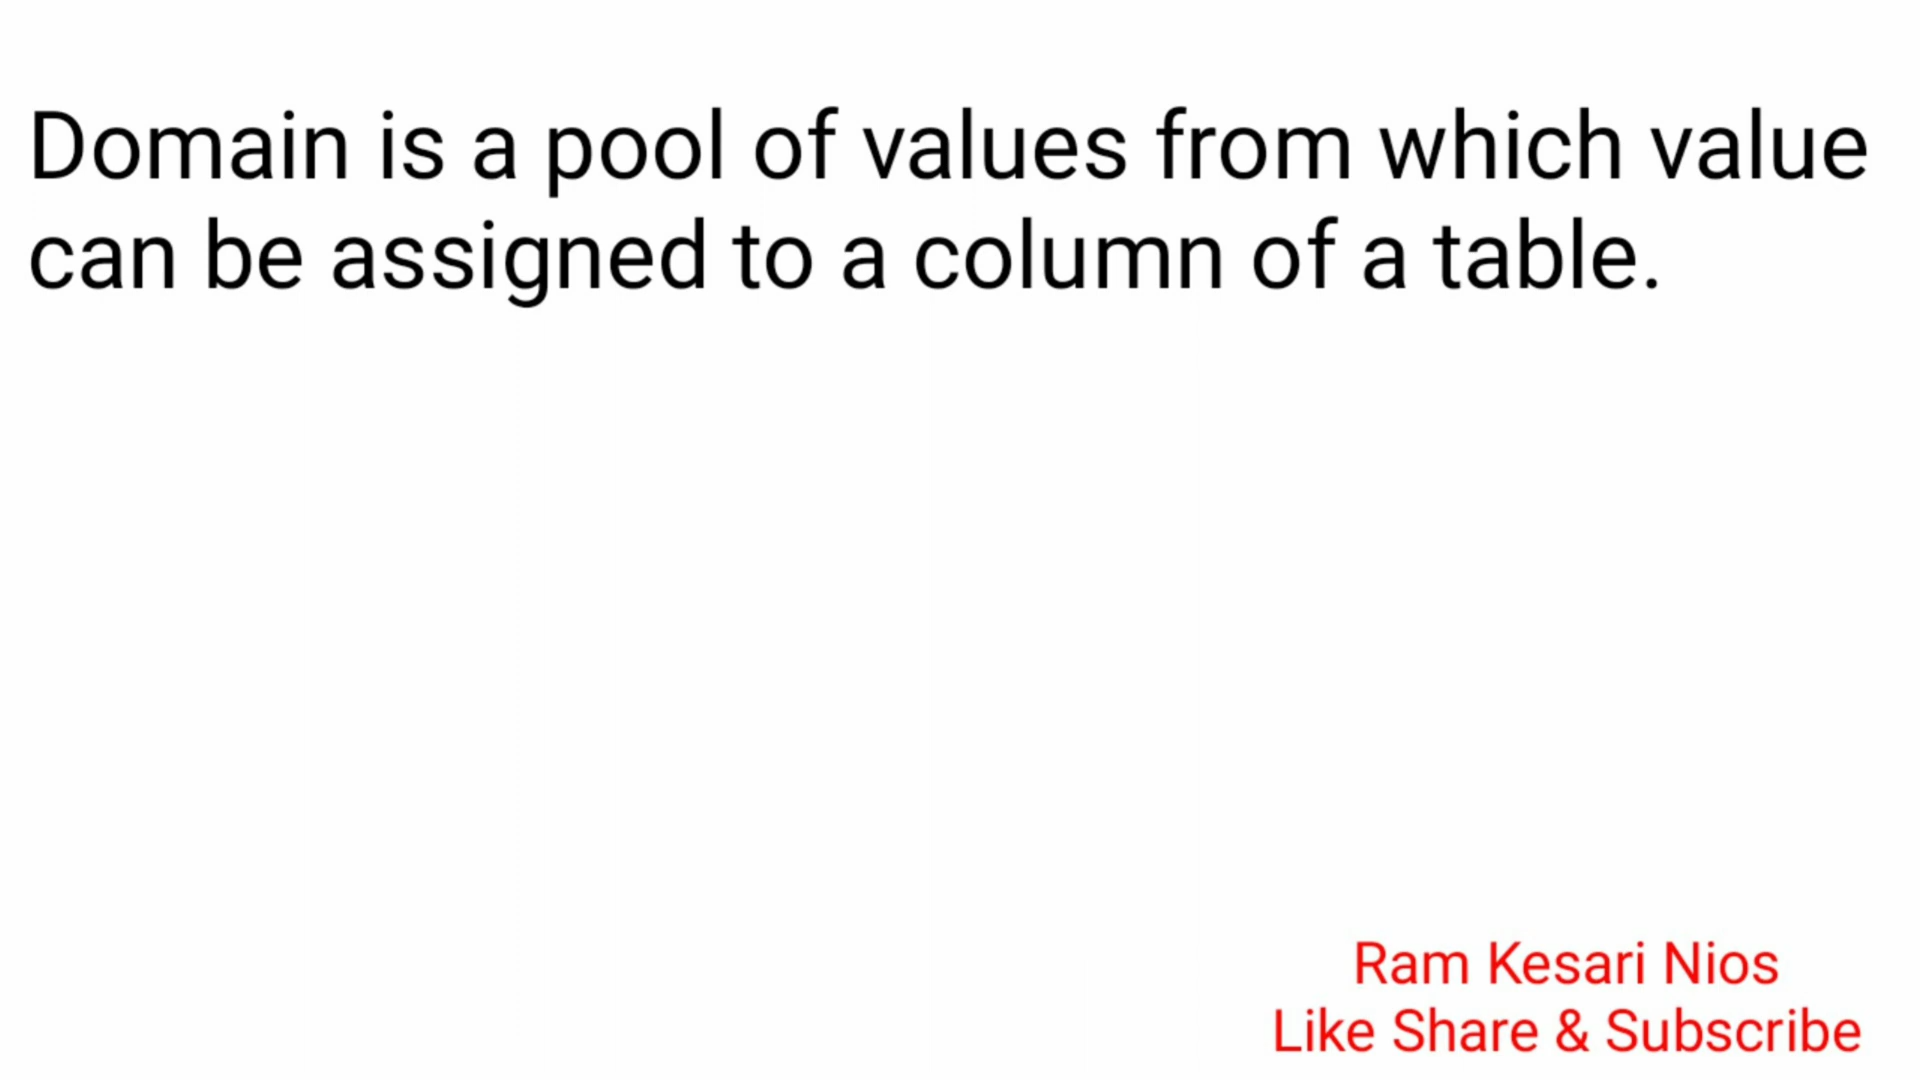 Domain is a pool of values from which value
can be assigned to a column of a table.
Ram Kesari Nios
Like Share & Subscribe